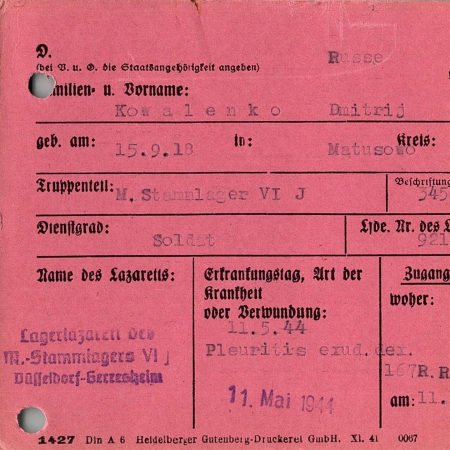 D.
Russe
(bei V. u. O. die Staatsangehörigkeit angeben)
milien- u. Vorname:
Kowalenko Dmitrij
geb. am: 15.9.18 in: Matusowo Kreis:
Truppenteil: M. Stammlager VI J
Beschriftung
345
Dienstgrad: Soldat
Lfde. Nr. des L
921
Name des Lazaretts:
Erkrankungstag, Art der
Krankheit
oder Verwundung:
11.5.44
Pleuritis exud. dex.
11. Mai 1944
Zugang
woher:
167 R.R
am: 11.
Lagerlazarett des
M.-Stammlagers VI J
Düsseldorf-Gerresheim
1427 Din A 6 Heidelberger Gutenberg-Druckerei GmbH. XI. 41 0067